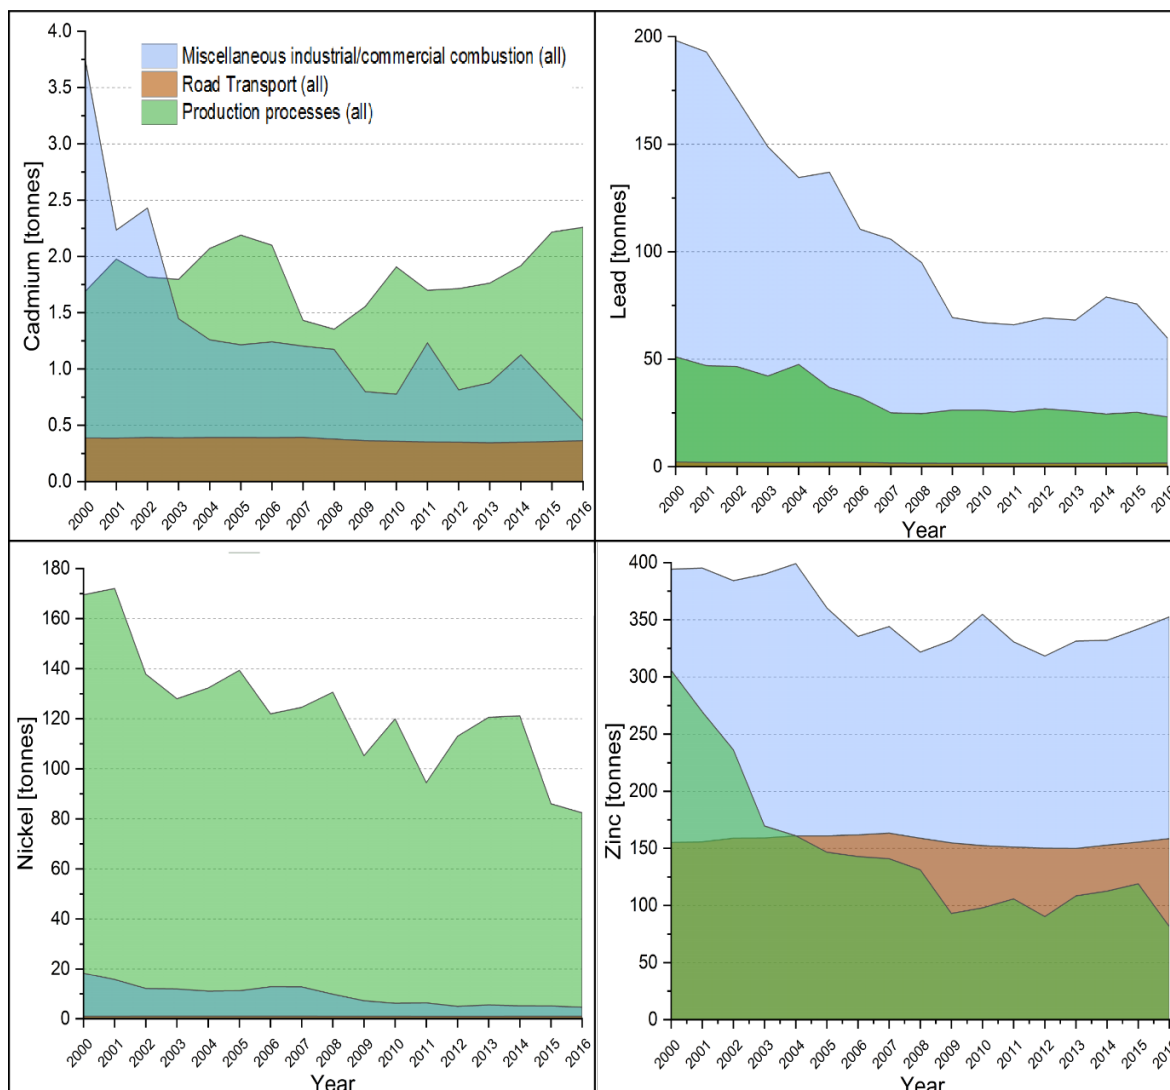 4.0
3.5
3.0
2.5
2.0
1.5
1.0
0.5
0.0
Cadmium [tonnes]
Miscellaneous industrial/commercial combustion (all)
Road Transport (all)
Production processes (all)
2000 2001 2002 2003 2004 2005 2006 2007 2008 2009 2010 2011 2012 2013 2014 2015 2016
200
150
100
50
0
Lead [tonnes]
2000 2001 2002 2003 2004 2005 2006 2007 2008 2009 2010 2011 2012 2013 2014 2015 2016
Year
180
160
140
120
100
80
60
40
20
0
Nickel [tonnes]
2000 2001 2002 2003 2004 2005 2006 2007 2008 2009 2010 2011 2012 2013 2014 2015 2016
Year
400
350
300
250
200
150
100
50
0
Zinc [tonnes]
2000 2001 2002 2003 2004 2005 2006 2007 2008 2009 2010 2011 2012 2013 2014 2015 2016
Year